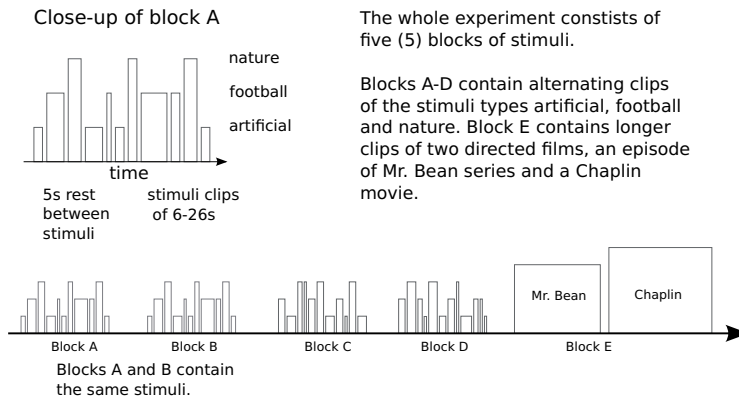 Close-up of block A
nature
football
artificial
time
5s rest
between
stimuli
stimuli clips
of 6-26s
The whole experiment constists of
five (5) blocks of stimuli.
Blocks A-D contain alternating clips
of the stimuli types artificial, football
and nature. Block E contains longer
clips of two directed films, an episode
of Mr. Bean series and a Chaplin
movie.
Mr. Bean
Chaplin
Block A
Block B
Block C
Block D
Block E
Blocks A and B contain
the same stimuli.